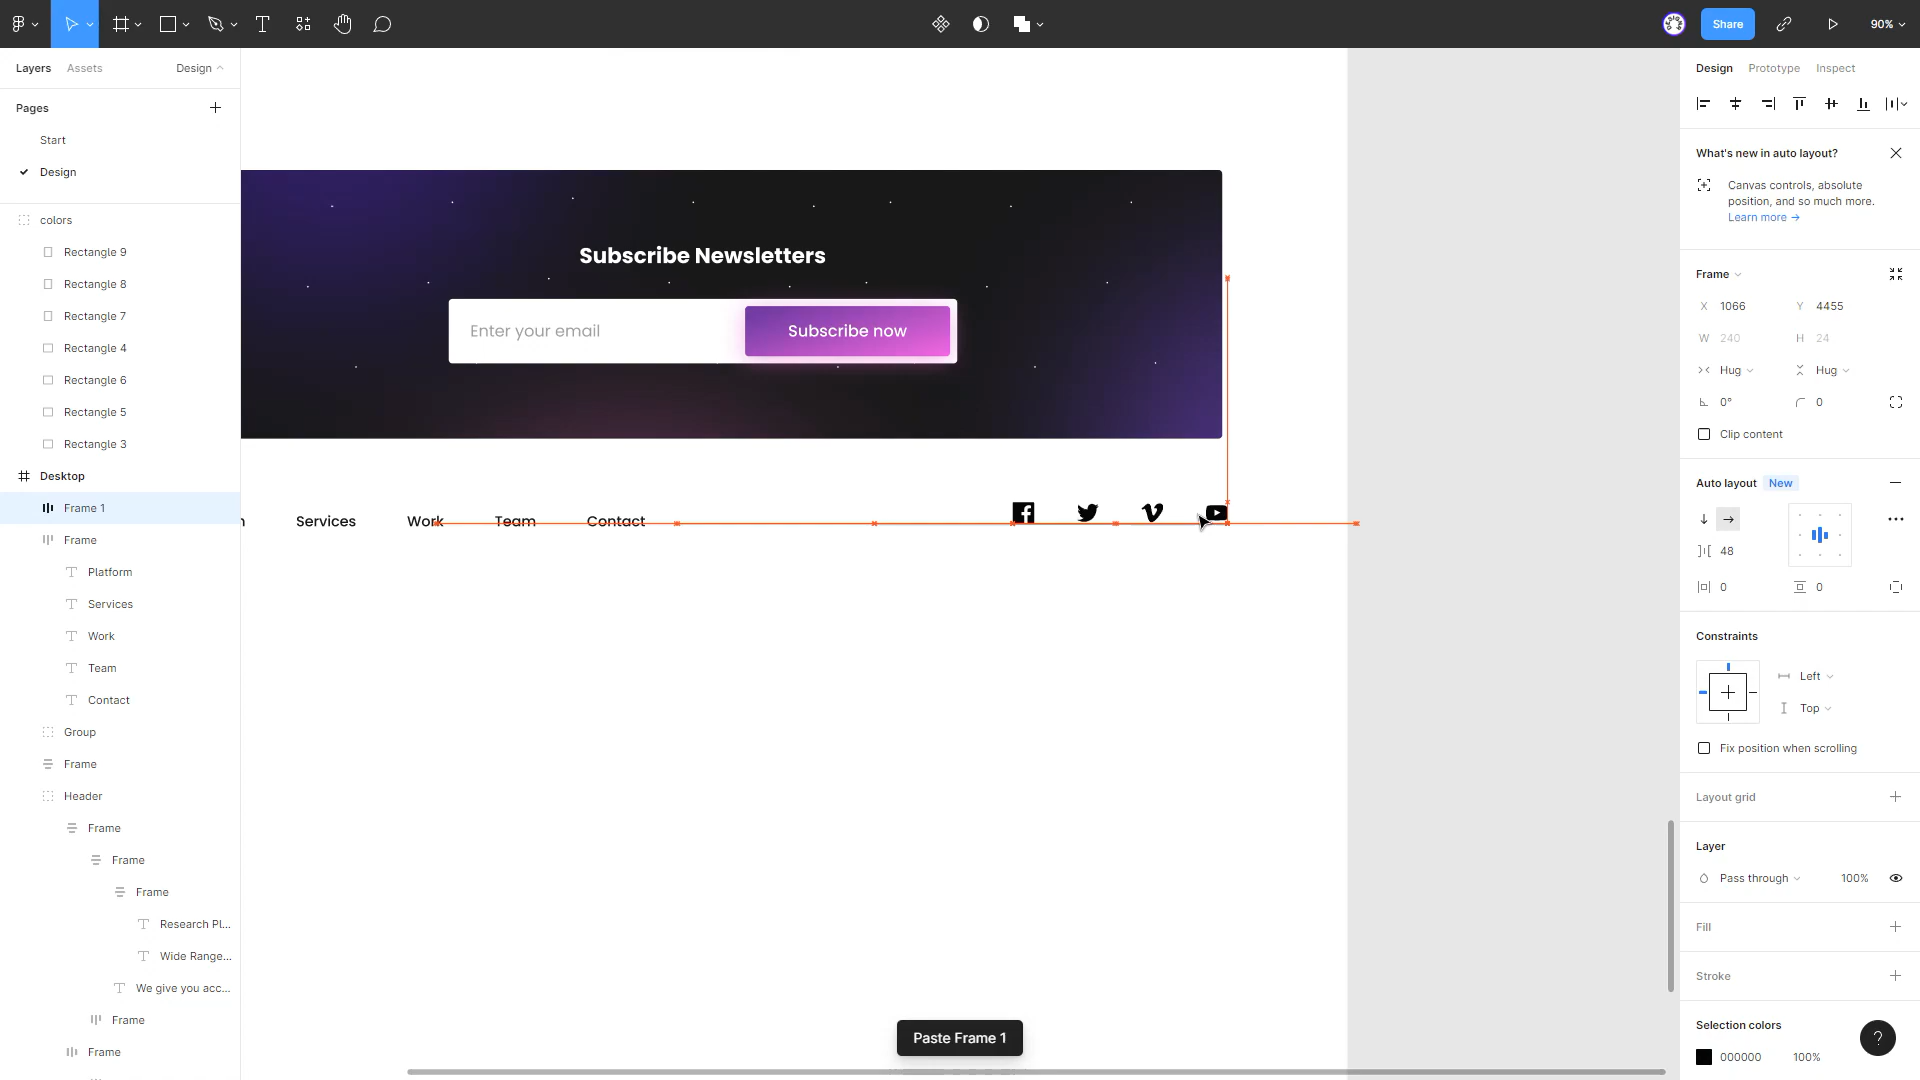 Share
90%
Layers
Assets
Design
Pages
Start
Design
colors
Rectangle 9
Rectangle 8
Rectangle 7
Rectangle 4
Rectangle 6
Rectangle 5
Rectangle 3
Desktop
Frame 1
Frame
Platform
Services
Work
Team
Contact
Group
Frame
Header
Frame
Frame
Frame
Research Pl...
Wide Range...
We give you acc...
Frame
Frame
Subscribe Newsletters
Enter your email
Subscribe now
Services
Work
Team
Contact
Paste Frame 1
Design
Prototype
Inspect
What's new in auto layout?
Canvas controls, absolute
position, and so much more.
Learn more →
Frame
X 1066
Y 4455
W 240
H 24
Hug
Hug
0°
0
Clip content
Auto layout New
48
0
0
Constraints
Left
Top
Fix position when scrolling
Layout grid
Layer
Pass through 100%
Fill
Stroke
Selection colors
000000 100%
?